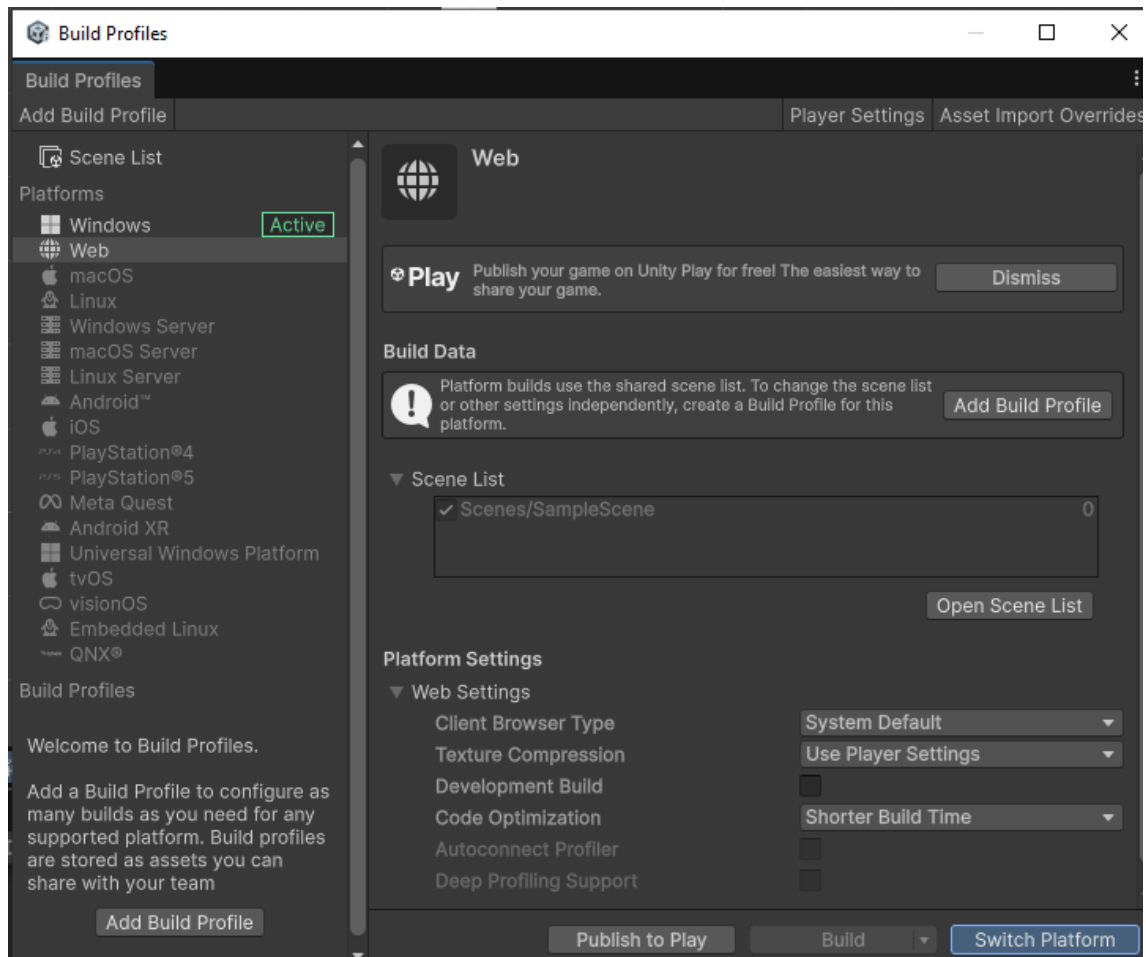 Build Profiles
Build Profiles
Add Build Profile
Player Settings
Asset Import Overrides
Scene List
Platforms
Windows
Active
Web
macOS
Linux
Windows Server
macOS Server
Linux Server
Android™
iOS
PS4 PlayStation®4
PS5 PlayStation®5
Meta Quest
Android XR
Universal Windows Platform
tvOS
visionOS
Embedded Linux
QNX®
Build Profiles
Welcome to Build Profiles.
Add a Build Profile to configure as
many builds as you need for any
supported platform. Build profiles
are stored as assets you can
share with your team
Add Build Profile
Web
Play
Publish your game on Unity Play for free! The easiest way to
share your game.
Dismiss
Build Data
Platform builds use the shared scene list. To change the scene list
or other settings independently, create a Build Profile for this
platform.
Add Build Profile
Scene List
Scenes/SampleScene 0
Open Scene List
Platform Settings
Web Settings
Client Browser Type System Default
Texture Compression Use Player Settings
Development Build
Code Optimization Shorter Build Time
Autoconnect Profiler
Deep Profiling Support
Publish to Play
Build
Switch Platform